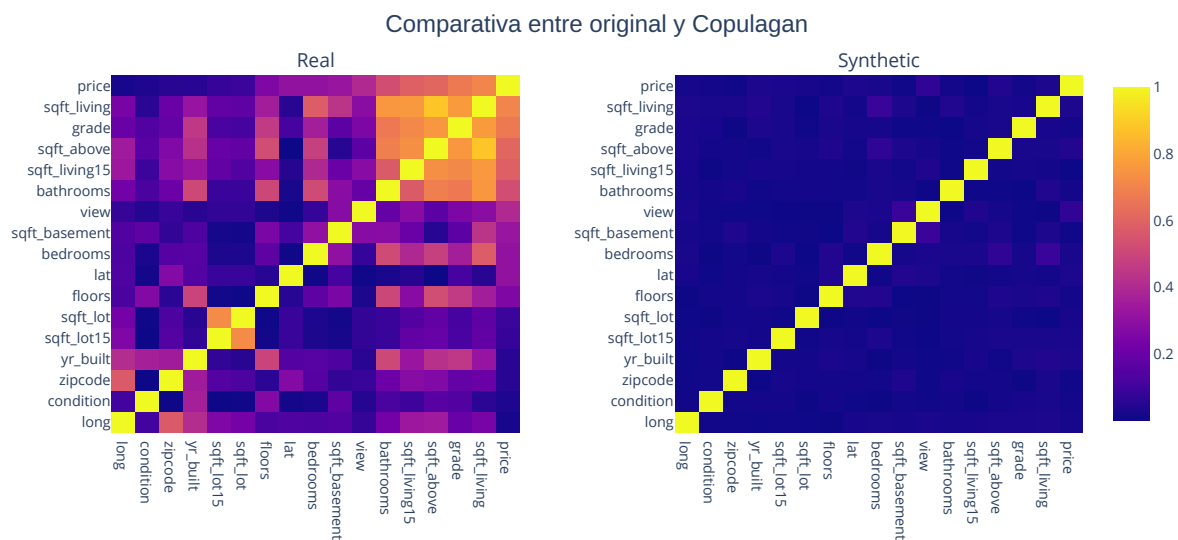 Comparativa entre original y Copulagan
Real
Synthetic
price
sqft_living
grade
sqft_above
sqft_living15
bathrooms
view
sqft_basement
bedrooms
lat
floors
sqft_lot
sqft_lot15
yr_built
zipcode
condition
long
long
condition
zipcode
yr_built
sqft_lot15
sqft_lot
floors
lat
bedrooms
sqft_basement
view
bathrooms
sqft_living15
sqft_above
grade
sqft_living
price
price
sqft_living
grade
sqft_above
sqft_living15
bathrooms
view
sqft_basement
bedrooms
lat
floors
sqft_lot
sqft_lot15
yr_built
zipcode
condition
long
long
condition
zipcode
yr_built
sqft_lot15
sqft_lot
floors
lat
bedrooms
sqft_basement
view
bathrooms
sqft_living15
sqft_above
grade
sqft_living
price
1
0.8
0.6
0.4
0.2